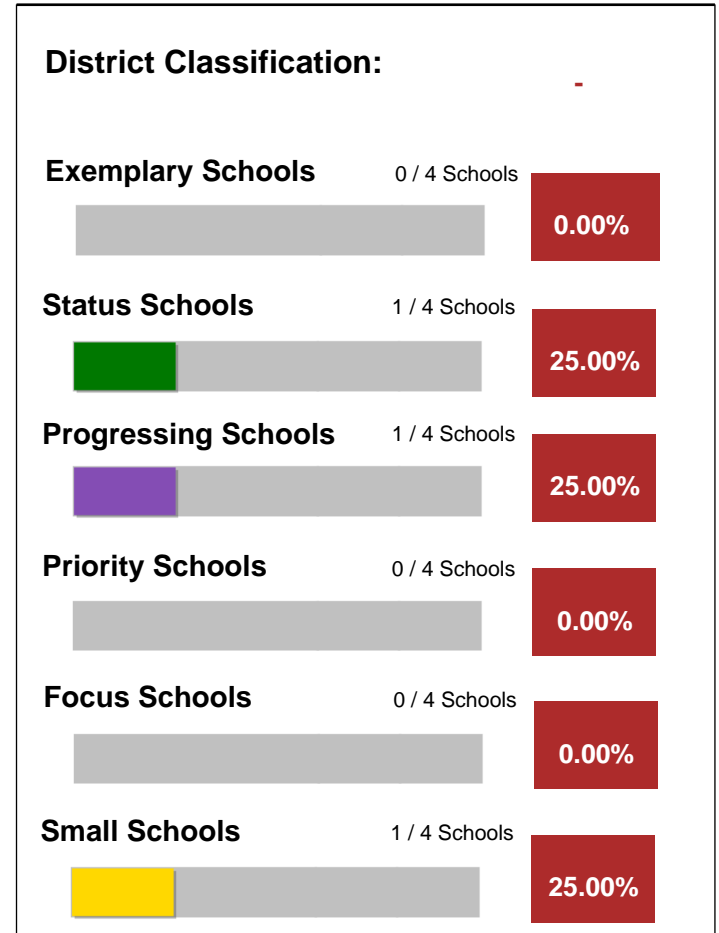 District Classification:
-
Exemplary Schools 0 / 4 Schools
0.00%
Status Schools 1 / 4 Schools
25.00%
Progressing Schools 1 / 4 Schools
25.00%
Priority Schools 0 / 4 Schools
0.00%
Focus Schools 0 / 4 Schools
0.00%
Small Schools 1 / 4 Schools
25.00%